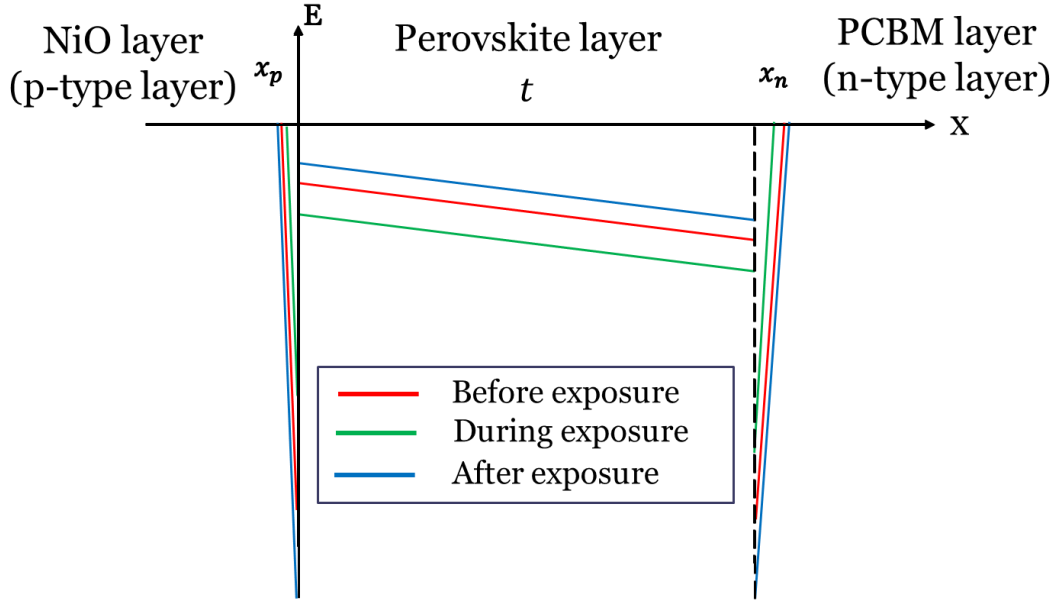 E
NiO layer
(p-type layer)
Perovskite layer
PCBM layer
(n-type layer)
x_p
t
x_n
X
Before exposure
During exposure
After exposure